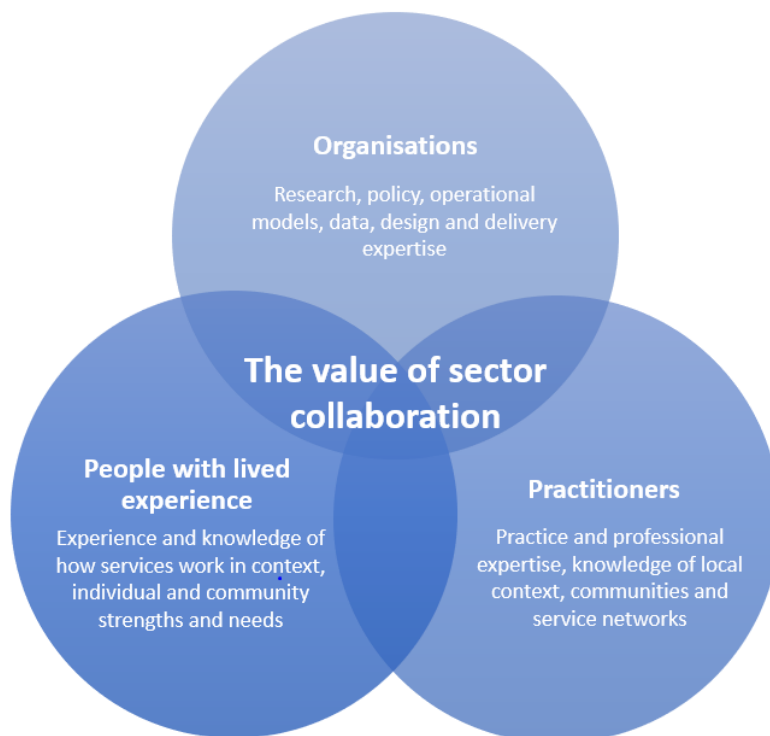 Organisations
Research, policy, operational
models, data, design and delivery
expertise
The value of sector
collaboration
People with lived
experience
Experience and knowledge of
how services work in context,
individual and community
strengths and needs
Practitioners
Practice and professional
expertise, knowledge of local
context, communities and
service networks